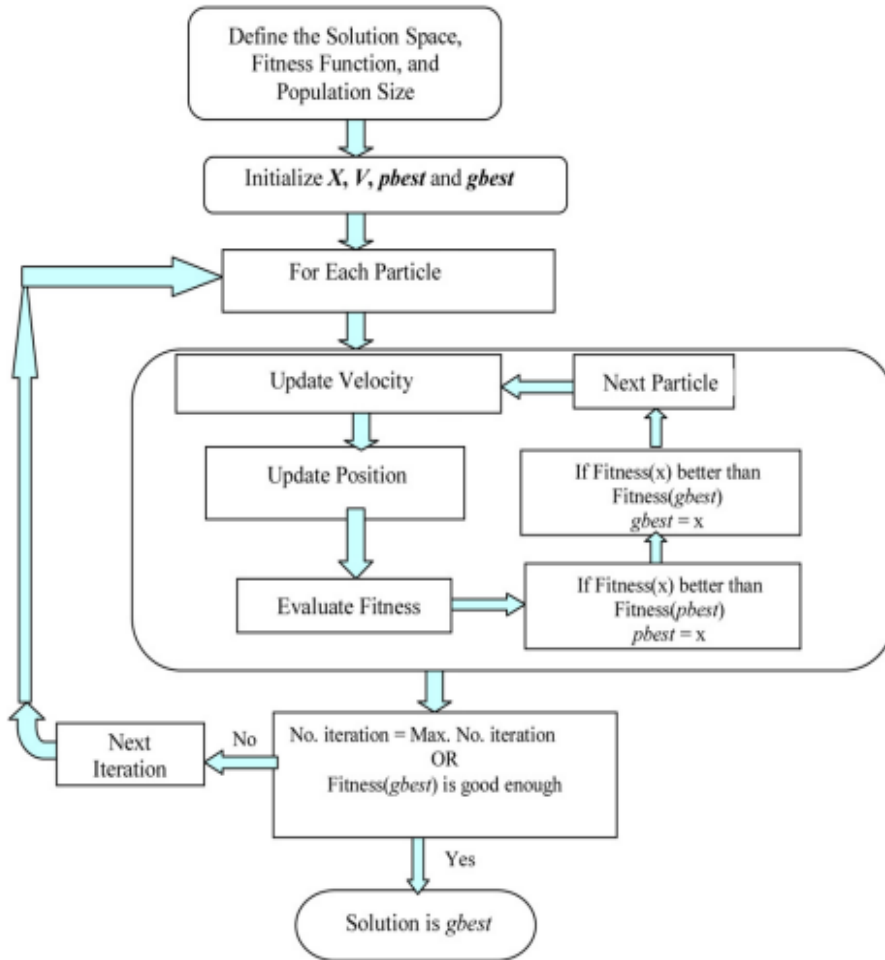 Define the Solution Space,
Fitness Function, and
Population Size
Initialize X, V, pbest and gbest
For Each Particle
Update Velocity
Next Particle
Update Position
If Fitness(x) better than
Fitness(gbest)
gbest = x
Evaluate Fitness
If Fitness(x) better than
Fitness(pbest)
pbest = x
Next
Iteration
No
No. iteration = Max. No. iteration
OR
Fitness(gbest) is good enough
Yes
Solution is gbest